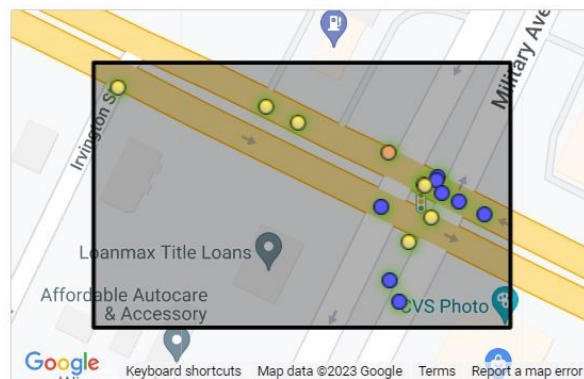 Military Ave
Irvington S
Loanmax Title Loans
Affordable Autocare
& Accessory
CVS Photo
Google
Keyboard shortcuts Map data ©2023 Google Terms Report a map error